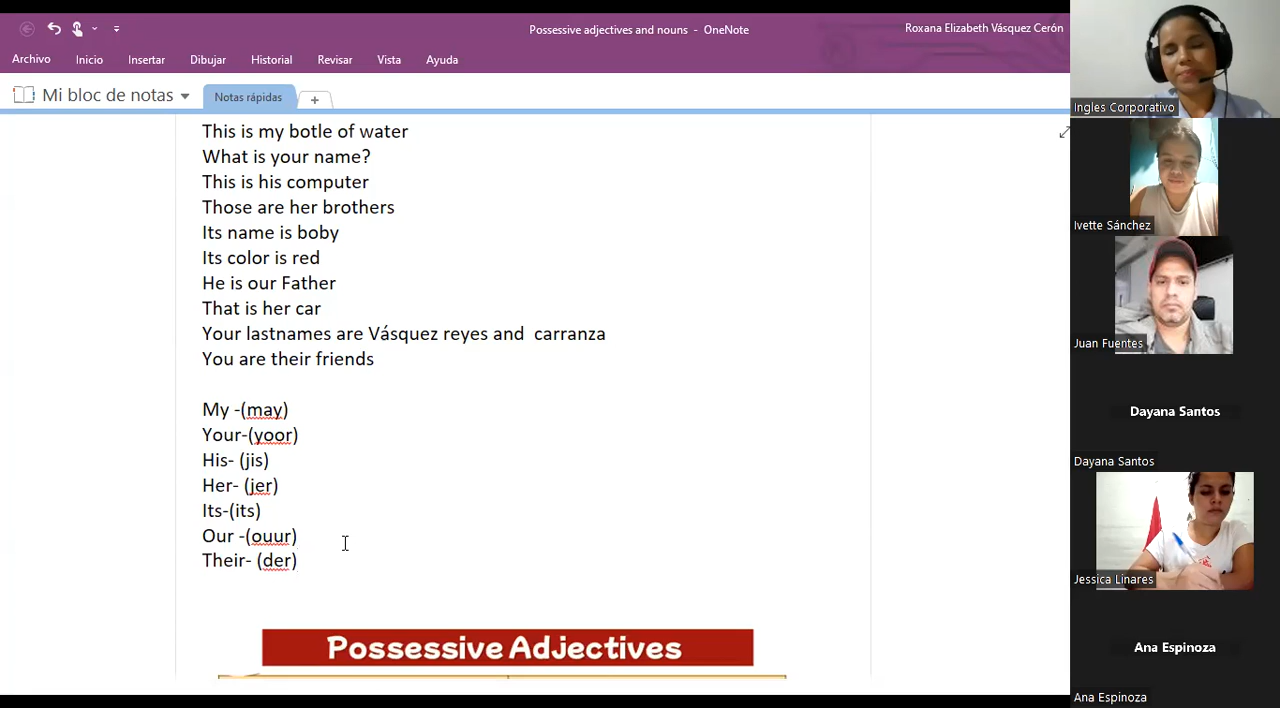 Possessive adjectives and nouns - OneNote
Roxana Elizabeth Vásquez Cerón
Archivo Inicio Insertar Dibujar Historial Revisar Vista Ayuda
Mi bloc de notas
Notas rápidas
This is my botle of water
What is your name?
This is his computer
Those are her brothers
Its name is boby
Its color is red
He is our Father
That is her car
Your lastnames are Vásquez reyes and carranza
You are their friends
My -(may)
Your-(yoor)
His- (jis)
Her- (jer)
Its-(its)
Our -(ouur)
Their- (der)
Possessive Adjectives
Ingles Corporativo
Ivette Sánchez
Juan Fuentes
Dayana Santos
Dayana Santos
Jessica Linares
Ana Espinoza
Ana Espinoza